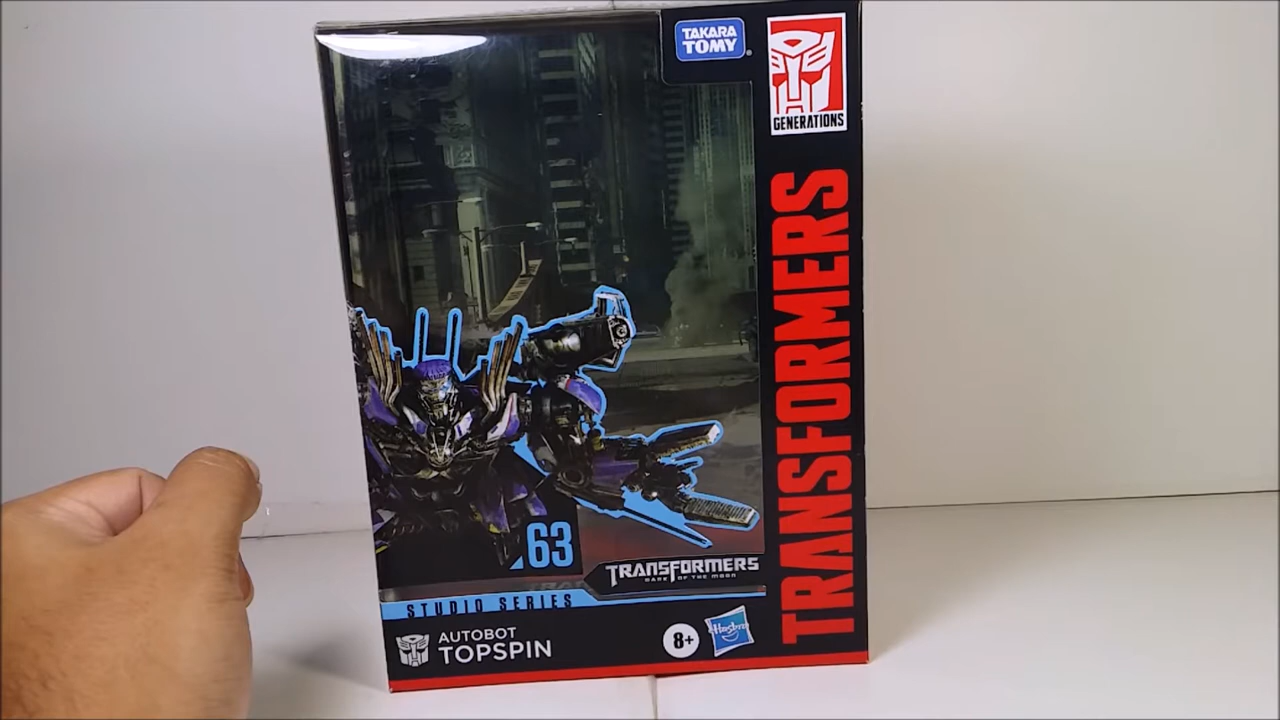 TAKARA
TOMY
GENERATIONS
TRANSFORMERS
63
TRANSFORMERS
DARK OF THE MOON
STUDIO SERIES
AUTOBOT
TOPSPIN
8+
Hasbro